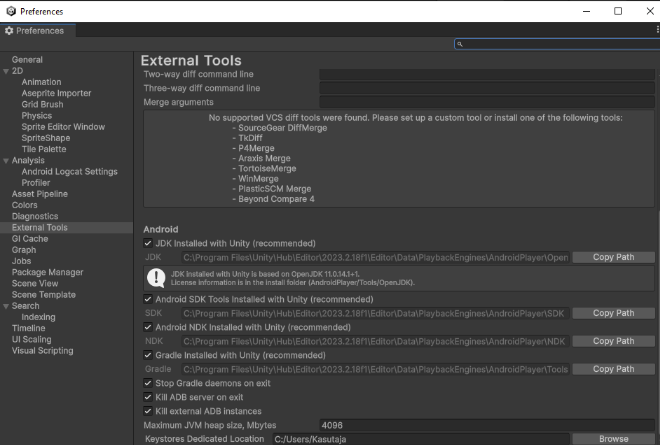 Preferences
Preferences
General
2D
Animation
Aseprite Importer
Grid Brush
Physics
Sprite Editor Window
SpriteShape
Tile Palette
Analysis
Android Logcat Settings
Profiler
Asset Pipeline
Colors
Diagnostics
External Tools
GI Cache
Graph
Jobs
Package Manager
Scene View
Scene Template
Search
Indexing
Timeline
UI Scaling
Visual Scripting
External Tools
Two-way diff command line
Three-way diff command line
Merge arguments
No supported VCS diff tools were found. Please set up a custom tool or install one of the following tools:
- SourceGear DiffMerge
- TkDiff
- P4Merge
- Araxis Merge
- TortoiseMerge
- WinMerge
- PlasticSCM Merge
- Beyond Compare 4
Android
JDK Installed with Unity (recommended)
JDK C:\Program Files\Unity\Hub\Editor\2023.2.18f1\Editor\Data\PlaybackEngines\AndroidPlayer\Open Copy Path
JDK installed with Unity is based on OpenJDK 11.0.14.1+1.
License information is in the install folder (AndroidPlayer/Tools/OpenJDK).
Android SDK Tools Installed with Unity (recommended)
SDK C:\Program Files\Unity\Hub\Editor\2023.2.18f1\Editor\Data\PlaybackEngines\AndroidPlayer\SDK Copy Path
Android NDK Installed with Unity (recommended)
NDK C:\Program Files\Unity\Hub\Editor\2023.2.18f1\Editor\Data\PlaybackEngines\AndroidPlayer\NDK Copy Path
Gradle Installed with Unity (recommended)
Gradle C:\Program Files\Unity\Hub\Editor\2023.2.18f1\Editor\Data\PlaybackEngines\AndroidPlayer\Tools Copy Path
Stop Gradle daemons on exit
Kill ADB server on exit
Kill external ADB instances
Maximum JVM heap size, Mbytes 4096
Keystores Dedicated Location C:/Users/Kasutaja Browse